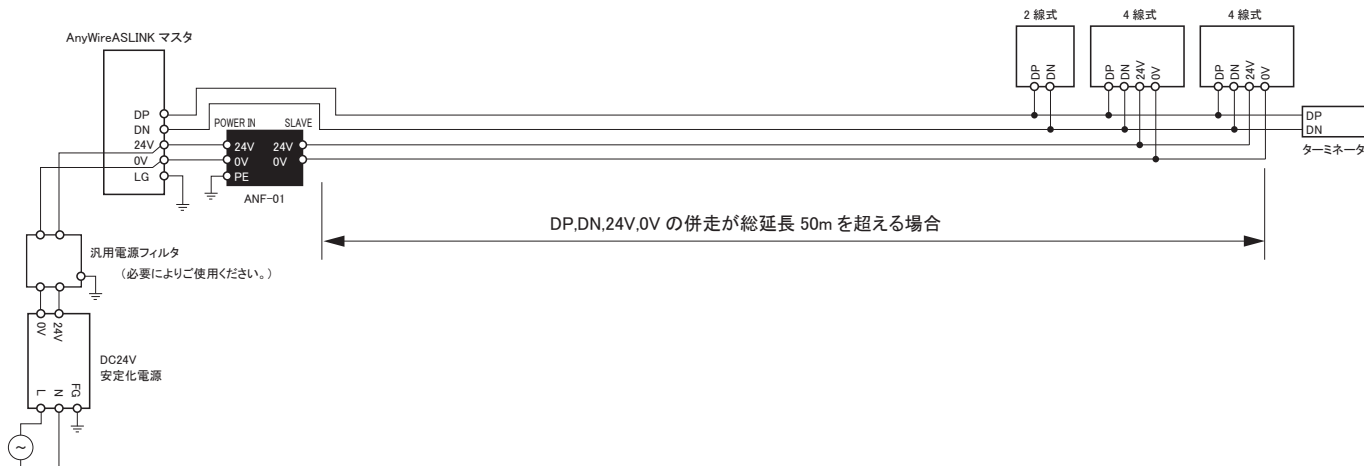 2 線式
4 線式
4 線式
AnyWireASLINK マスタ
DP
DN
24V
0V
LG
POWER IN
SLAVE
24V
0V
PE
24V
0V
ANF-01
DP
DN
DP
DN
24V
0V
DP
DN
24V
0V
DP
DN
ターミネータ
DP,DN,24V,0V の併走が総延長 50m を超える場合
汎用電源フィルタ
（必要によりご使用ください。）
0V
24V
DC24V
安定化電源
L
N
FG
~